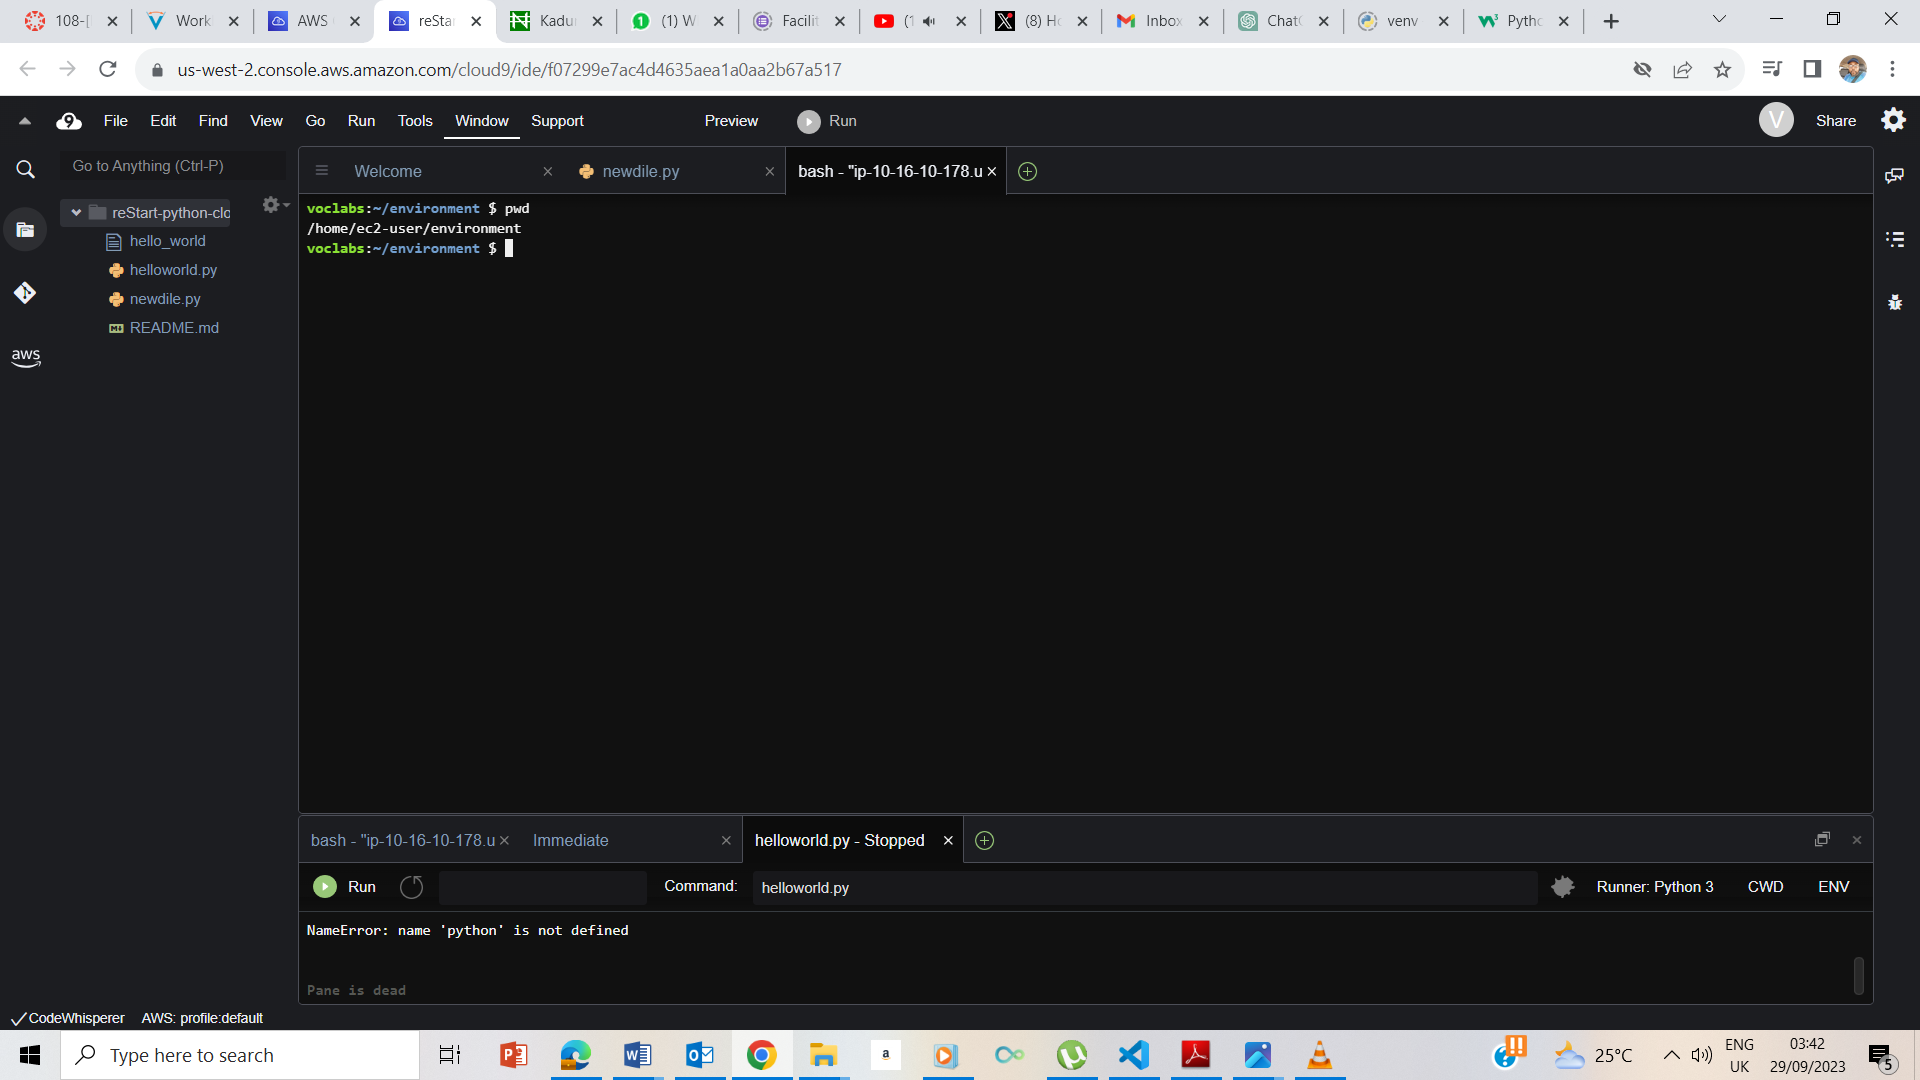 108-[
Work
AWS
reStar
Kadu
(1) W
Facilit
(1
(8) Ho
Inbox
Chat
venv
Pytho
us-west-2.console.aws.amazon.com/cloud9/ide/f07299e7ac4d4635aea1a0aa2b67a517
9 File Edit Find View Go Run Tools Window Support Preview Run V Share
Go to Anything (Ctrl-P)
reStart-python-clo
hello_world
helloworld.py
newdile.py
README.md
aws
Welcome newdile.py bash - "ip-10-16-10-178.u
voclabs:~/environment $ pwd
/home/ec2-user/environment
voclabs:~/environment $
bash - "ip-10-16-10-178.u Immediate helloworld.py - Stopped
Run Command: helloworld.py Runner: Python 3 CWD ENV
NameError: name 'python' is not defined
Pane is dead
CodeWhisperer AWS: profile:default
Type here to search
a
25°C
ENG
UK
03:42
29/09/2023
5